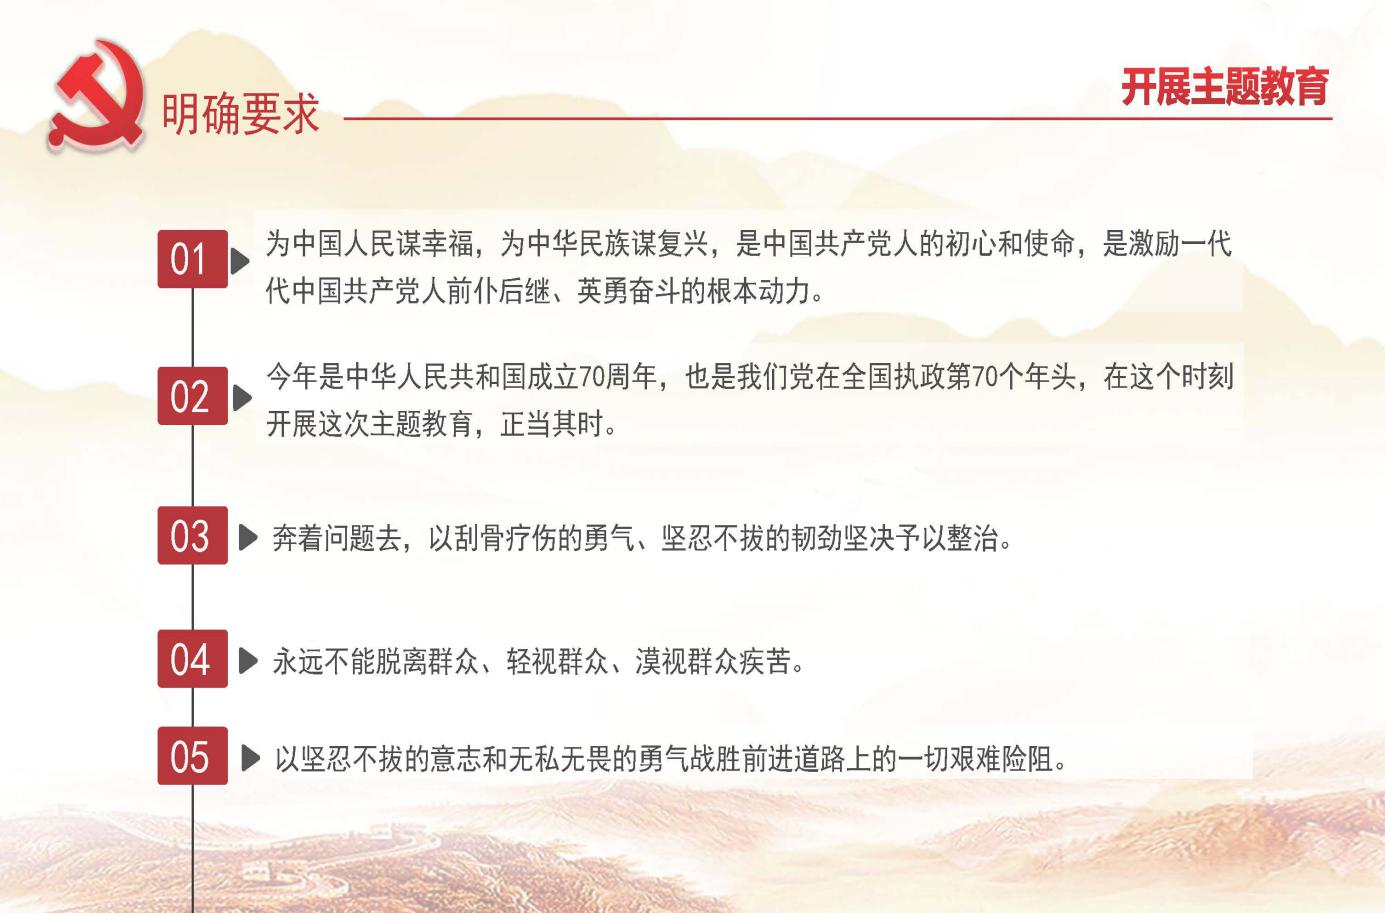 明确要求
开展主题教育
01
为中国人民谋幸福，为中华民族谋复兴，是中国共产党人的初心和使命，是激励一代
代中国共产党人前仆后继、英勇奋斗的根本动力。
02
今年是中华人民共和国成立70周年，也是我们党在全国执政第70个年头，在这个时刻
开展这次主题教育，正当其时。
03
奔着问题去，以刮骨疗伤的勇气、坚忍不拔的韧劲坚决予以整治。
04
永远不能脱离群众、轻视群众、漠视群众疾苦。
05
以坚忍不拔的意志和无私无畏的勇气战胜前进道路上的一切艰难险阻。